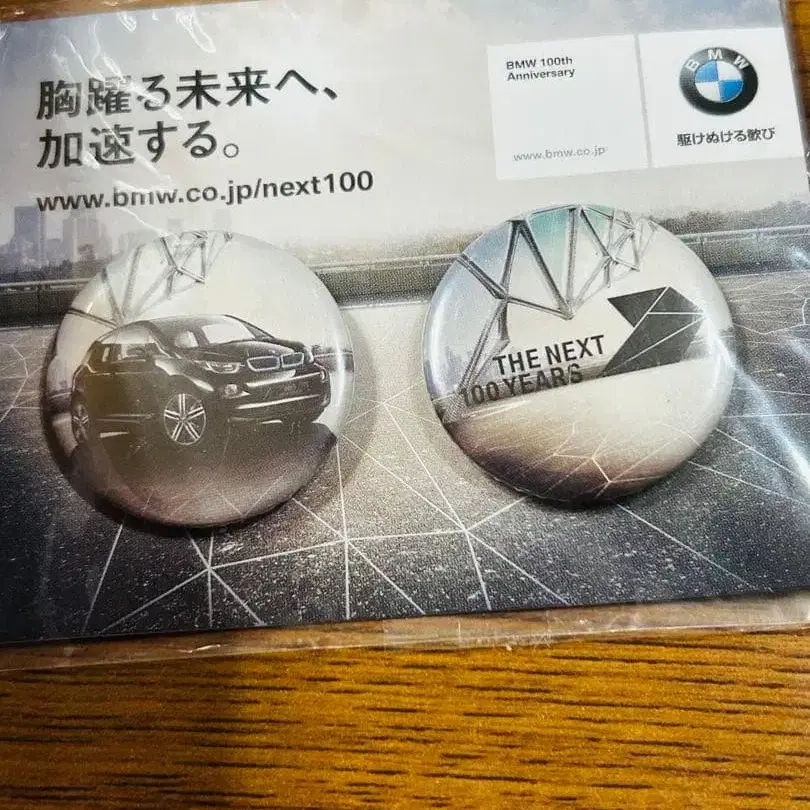 胸躍る未来へ、
加速する。
www.bmw.co.jp/next100
BMW 100th
Anniversary
www.bmw.co.jp
BMW
駆けぬける歓び
THE NEXT
100 YEARS